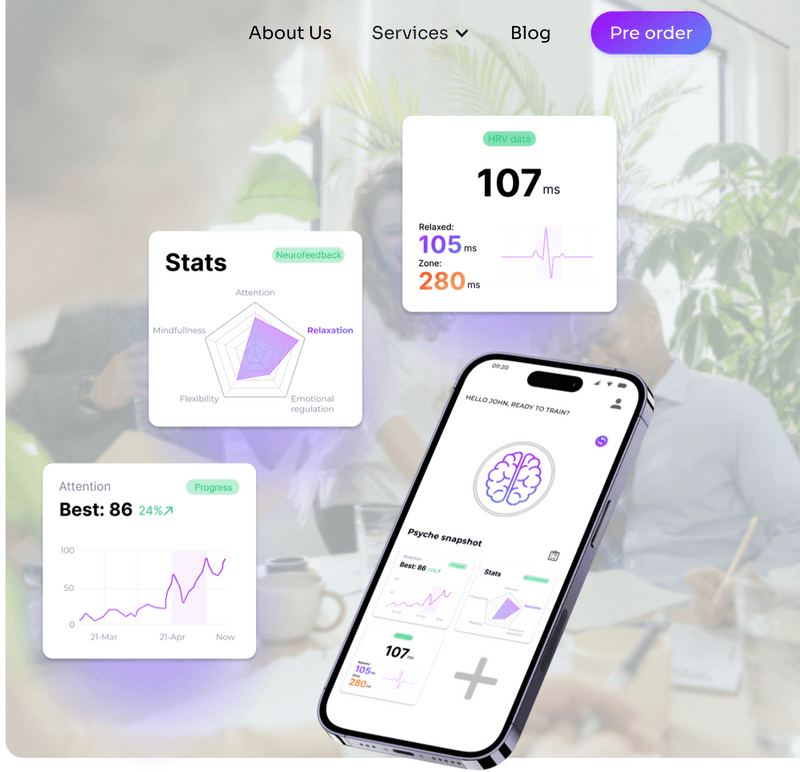 About Us
Services
Blog
Pre order
HRV data
107 ms
Relaxed:
105 ms
Zone:
280 ms
Stats
Neurofeedback
Attention
Mindfullness
Relaxation
Flexibility
Emotional
regulation
Attention
Progress
Best: 86 24%↗
100
50
0
21-Mar
21-Apr
Now
09:20
HELLO JOHN, READY TO TRAIN?
Psyche snapshot
Attention
Progress
Best: 86 24%↗
Stats
107 ms
Relaxed:
105 ms
Zone:
280 ms